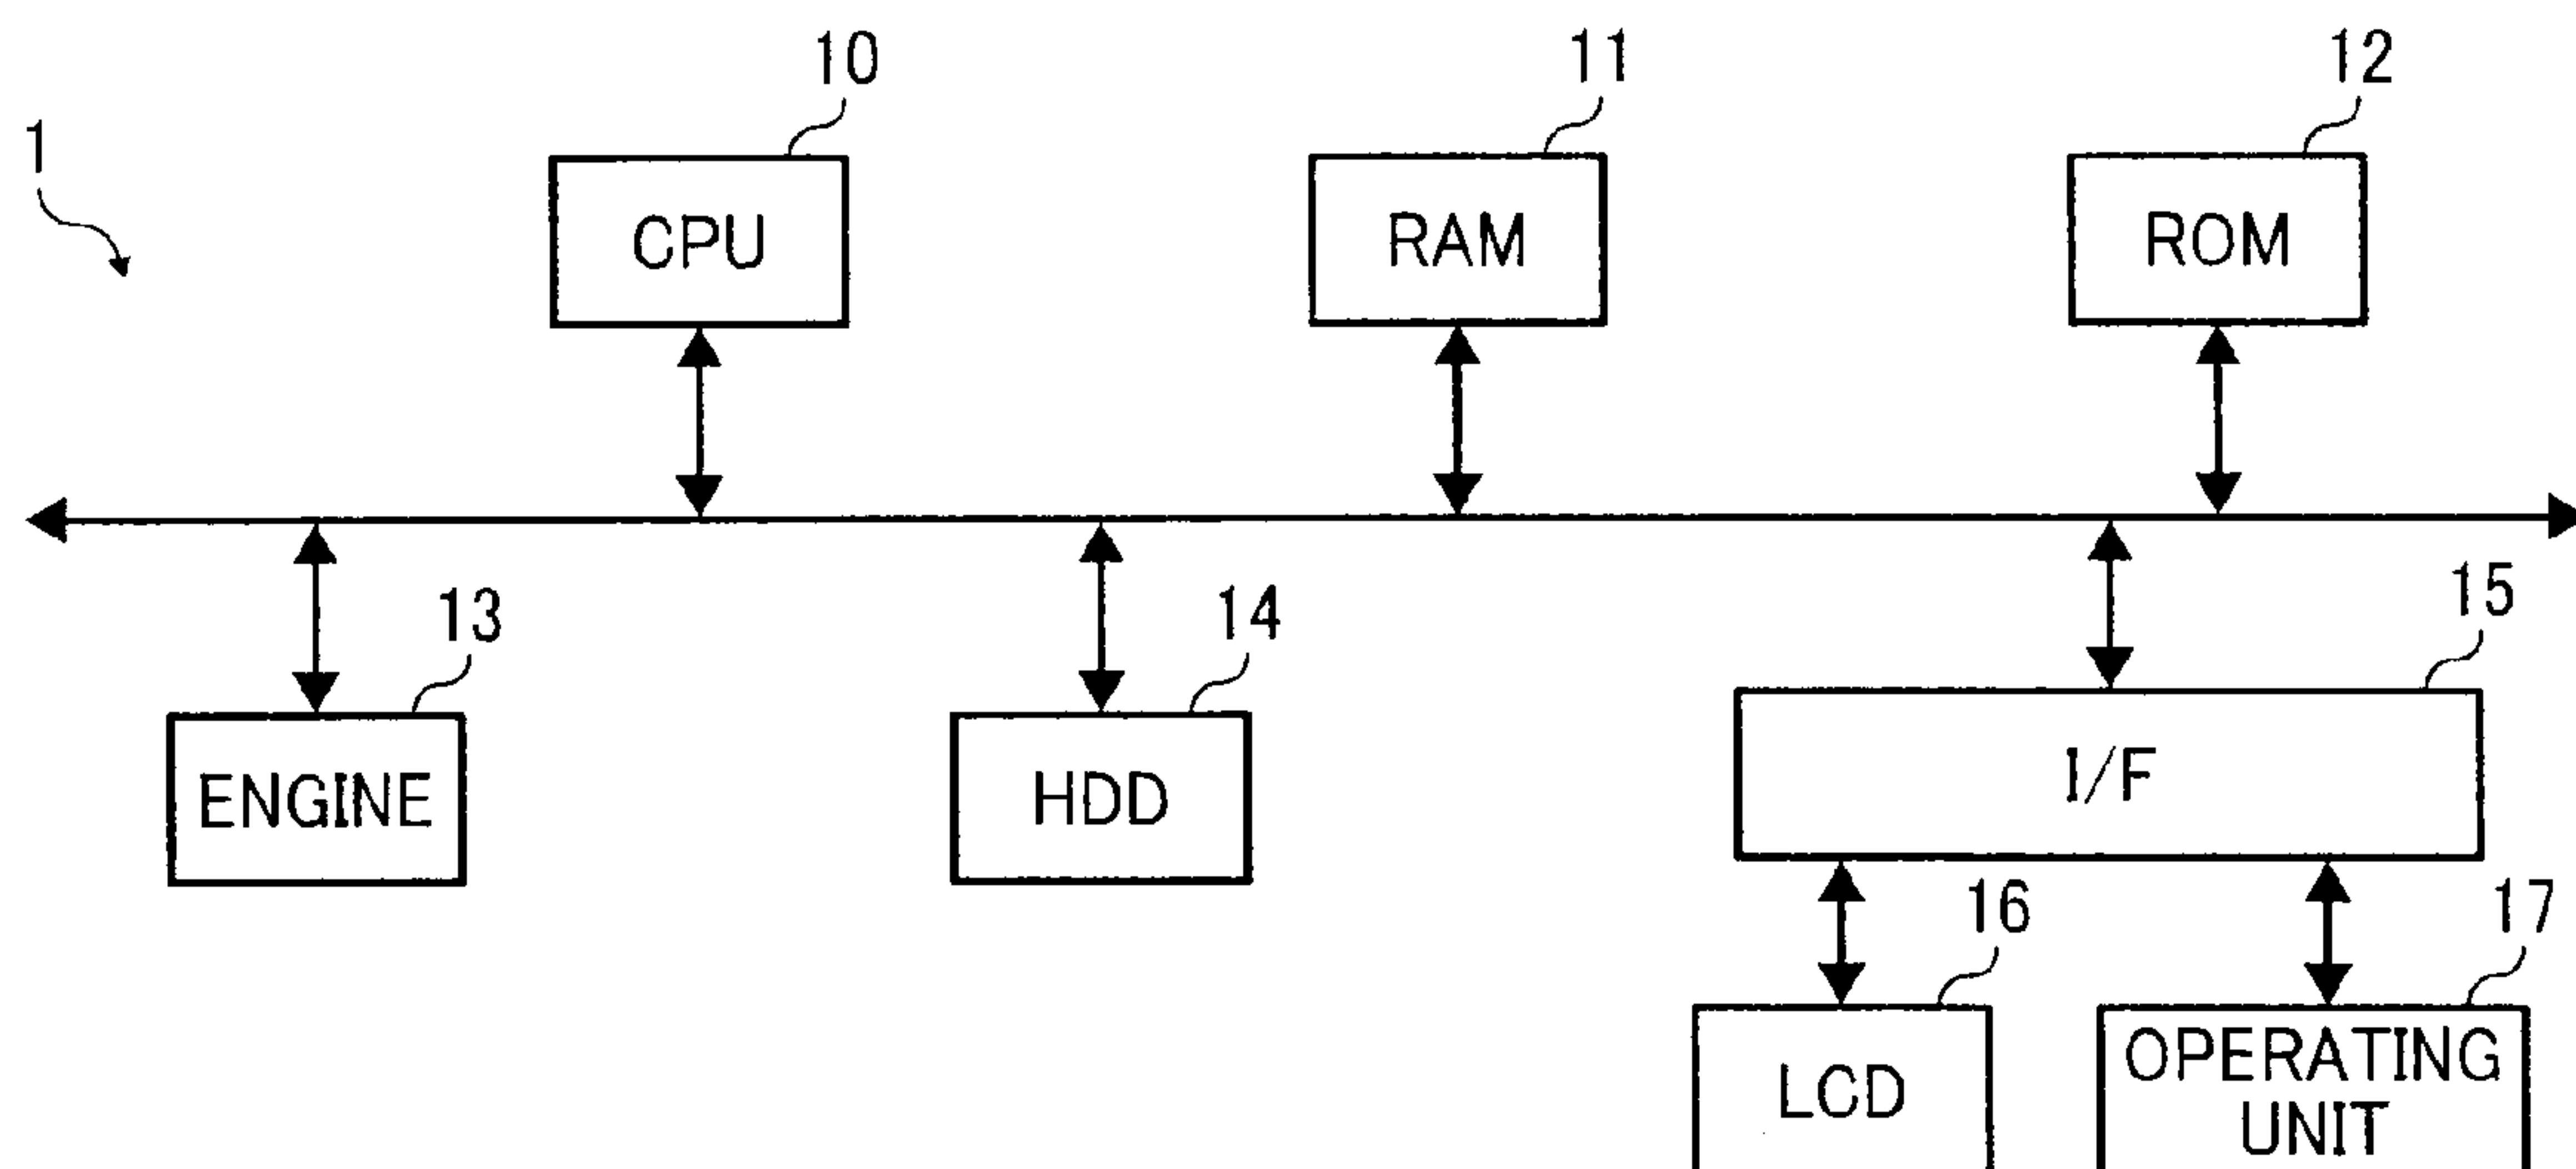 10
11
12
1
CPU
RAM
ROM
13
14
15
ENGINE
HDD
I/F
16
17
LCD
OPERATING
UNIT